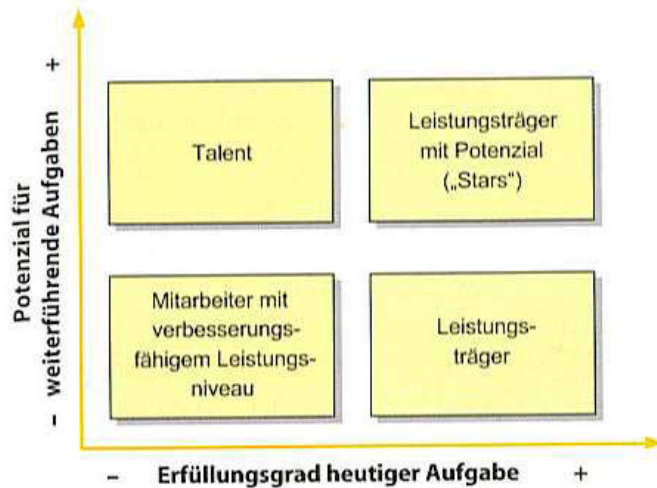 Potenzial für
– weiterführende Aufgaben +
Talent
Leistungsträger
mit Potenzial
(„Stars“)
Mitarbeiter mit
verbesserungs-
fähigem Leistungs-
niveau
Leistungs-
träger
– Erfüllungsgrad heutiger Aufgabe +